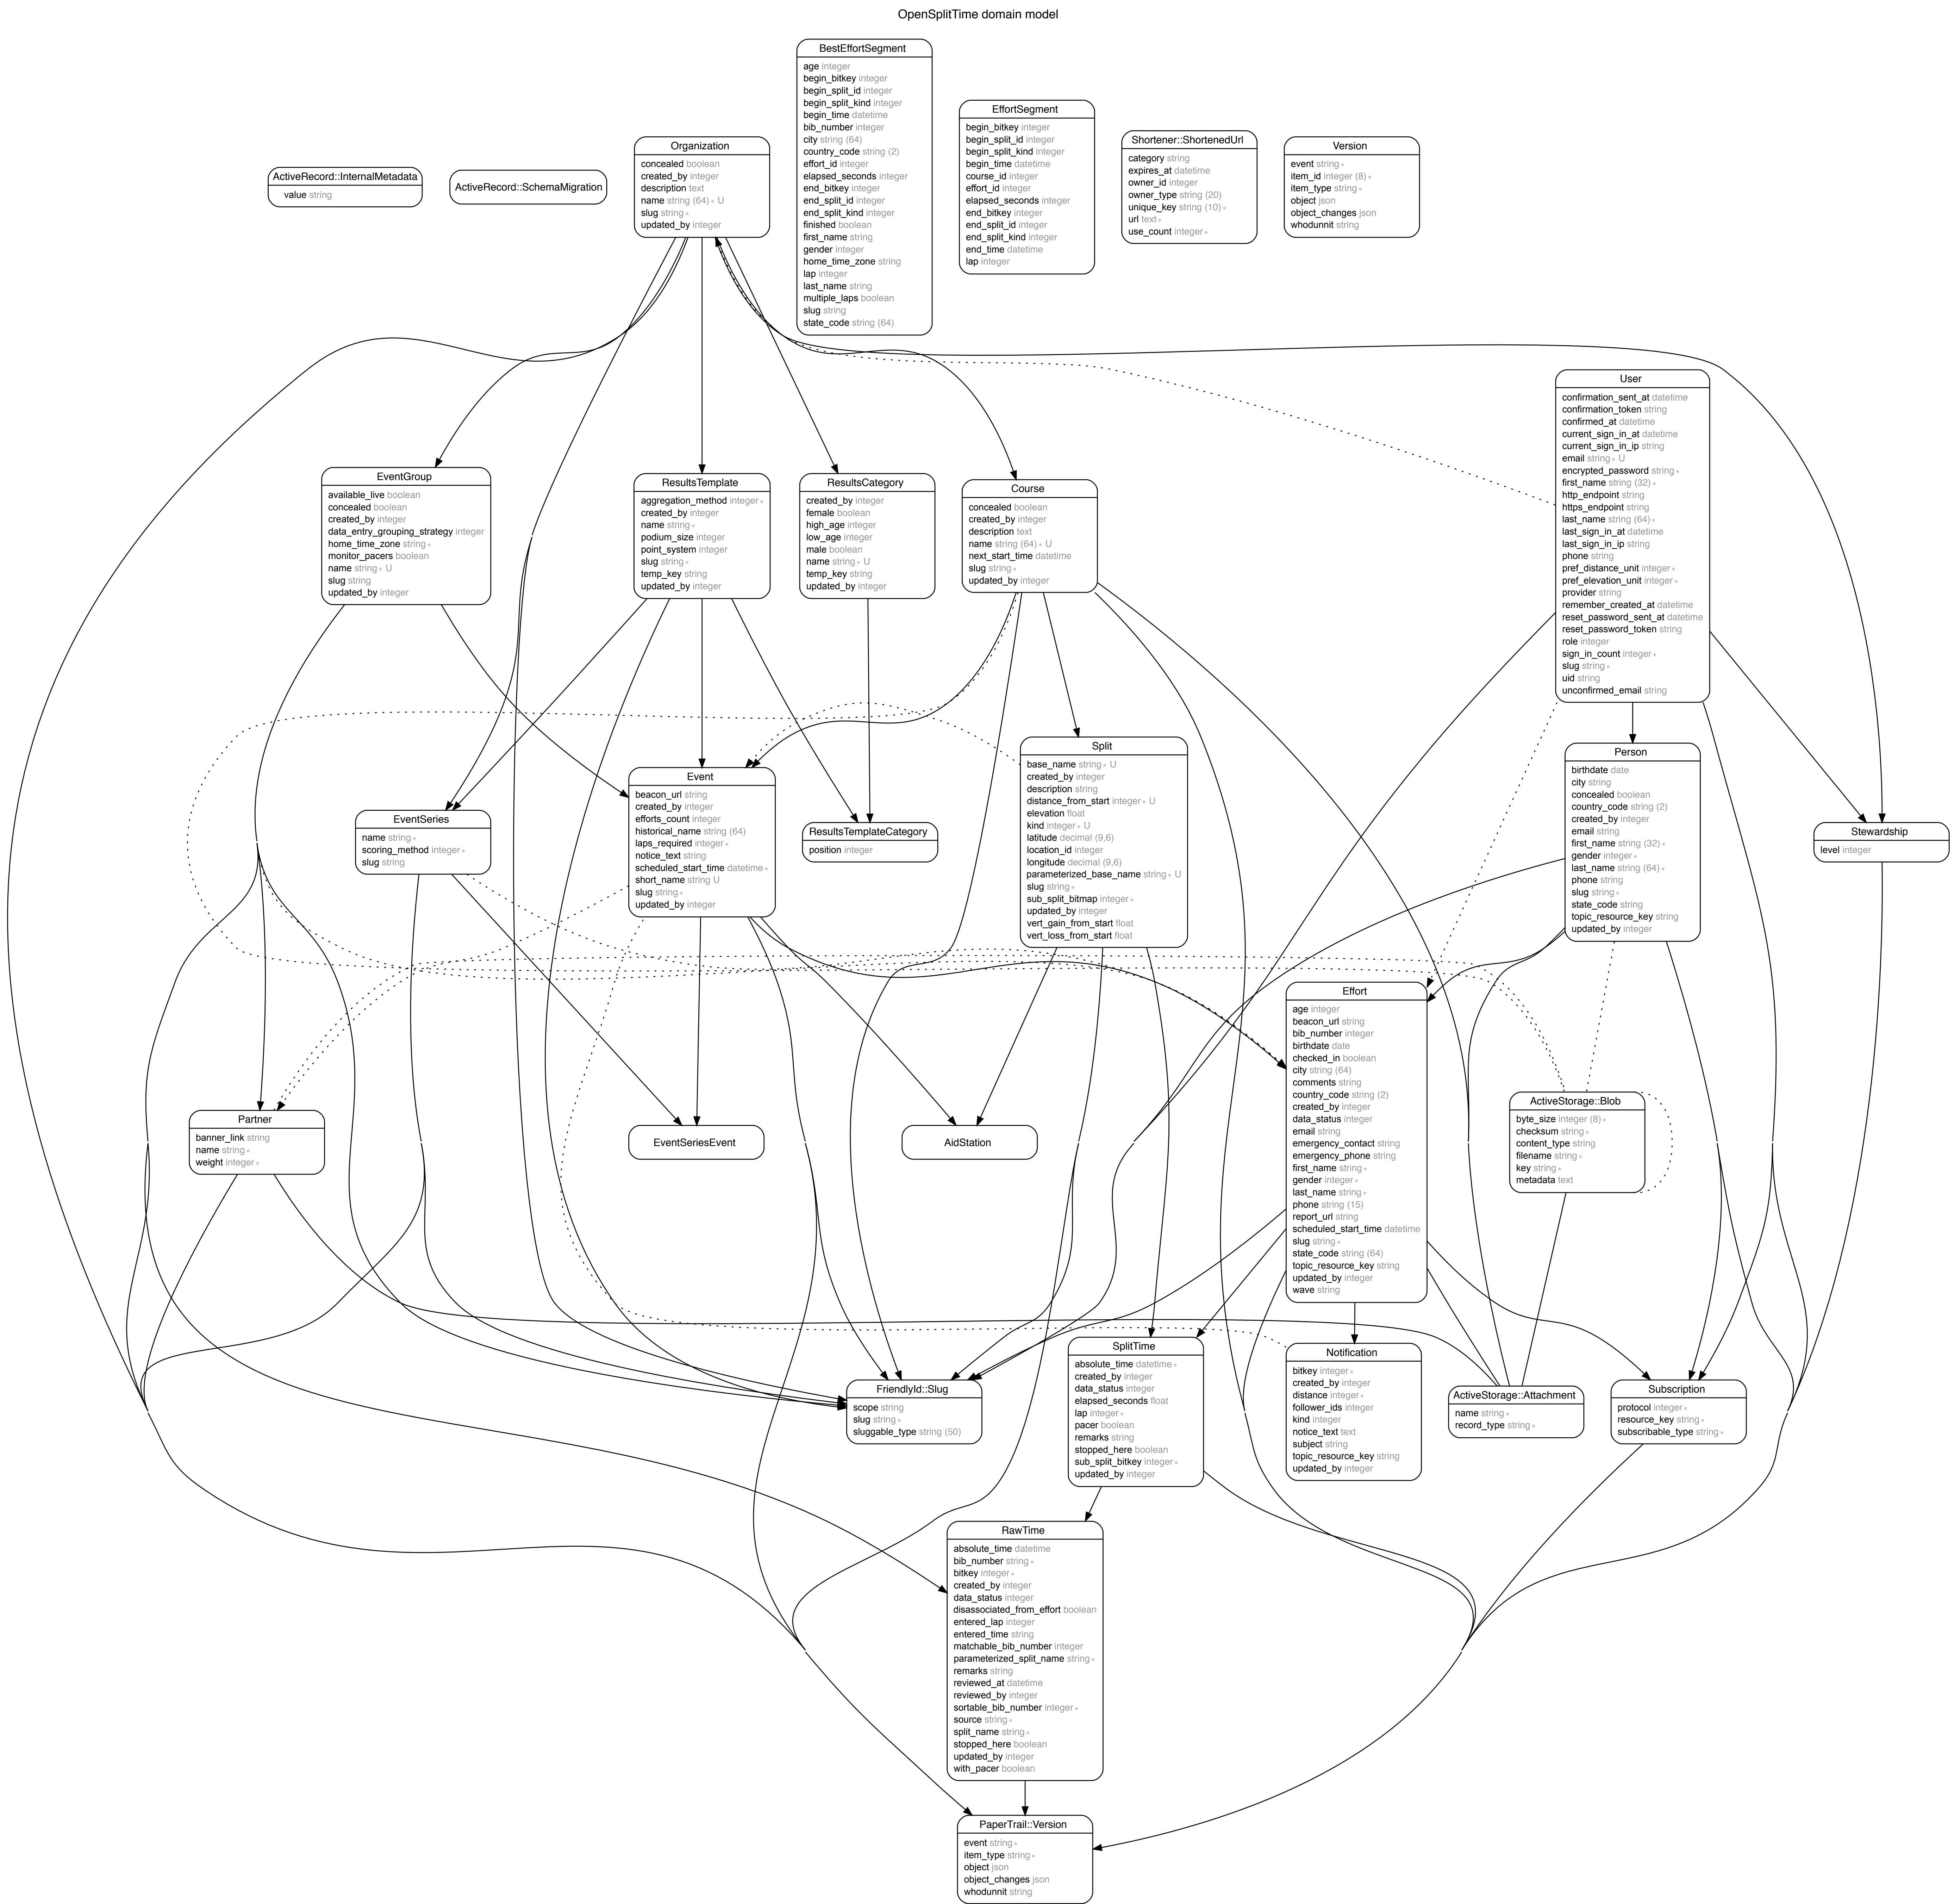 OpenSplitTime domain model
BestEffortSegment
age integer
begin_bitkey integer
begin_split_id integer
begin_split_kind integer
begin_time datetime
bib_number integer
city string (64)
country_code string (2)
effort_id integer
elapsed_seconds integer
end_bitkey integer
end_split_id integer
end_split_kind integer
finished boolean
first_name string
gender integer
home_time_zone string
lap integer
last_name string
multiple_laps boolean
slug string
state_code string (64)
EffortSegment
begin_bitkey integer
begin_split_id integer
begin_split_kind integer
begin_time datetime
course_id integer
effort_id integer
elapsed_seconds integer
end_bitkey integer
end_split_id integer
end_split_kind integer
end_time datetime
lap integer
Shortener::ShortenedUrl
category string
expires_at datetime
owner_id integer
owner_type string (20)
unique_key string (10) ∗
url text ∗
use_count integer ∗
Version
event string ∗
item_id integer (8) ∗
item_type string ∗
object json
object_changes json
whodunnit string
Organization
concealed boolean
created_by integer
description text
name string (64) ∗ U
slug string ∗
updated_by integer
ActiveRecord::InternalMetadata
value string
ActiveRecord::SchemaMigration
User
confirmation_sent_at datetime
confirmation_token string
confirmed_at datetime
current_sign_in_at datetime
current_sign_in_ip string
email string ∗ U
encrypted_password string ∗
first_name string (32) ∗
http_endpoint string
https_endpoint string
last_name string (64) ∗
last_sign_in_at datetime
last_sign_in_ip string
phone string
pref_distance_unit integer ∗
pref_elevation_unit integer ∗
provider string
remember_created_at datetime
reset_password_sent_at datetime
reset_password_token string
role integer
sign_in_count integer ∗
slug string ∗
uid string
unconfirmed_email string
EventGroup
available_live boolean
concealed boolean
created_by integer
data_entry_grouping_strategy integer
home_time_zone string ∗
monitor_pacers boolean
name string ∗ U
slug string
updated_by integer
ResultsTemplate
aggregation_method integer ∗
created_by integer
name string ∗
podium_size integer
point_system integer
slug string ∗
temp_key string
updated_by integer
ResultsCategory
created_by integer
female boolean
high_age integer
low_age integer
male boolean
name string ∗ U
temp_key string
updated_by integer
Course
concealed boolean
created_by integer
description text
name string (64) ∗ U
next_start_time datetime
slug string ∗
updated_by integer
Split
base_name string ∗ U
created_by integer
description string
distance_from_start integer ∗ U
elevation float
kind integer ∗ U
latitude decimal (9,6)
location_id integer
longitude decimal (9,6)
parameterized_base_name string ∗ U
slug string ∗
sub_split_bitmap integer ∗
updated_by integer
vert_gain_from_start float
vert_loss_from_start float
Person
birthdate date
city string
concealed boolean
country_code string (2)
created_by integer
email string
first_name string (32) ∗
gender integer ∗
last_name string (64) ∗
phone string
slug string ∗
state_code string
topic_resource_key string
updated_by integer
Event
beacon_url string
created_by integer
efforts_count integer
historical_name string (64)
laps_required integer ∗
notice_text string
scheduled_start_time datetime ∗
short_name string U
slug string ∗
updated_by integer
EventSeries
name string ∗
scoring_method integer ∗
slug string
ResultsTemplateCategory
position integer
Stewardship
level integer
Effort
age integer
beacon_url string
bib_number integer
birthdate date
checked_in boolean
city string (64)
comments string
country_code string (2)
created_by integer
data_status integer
email string
emergency_contact string
emergency_phone string
first_name string ∗
gender integer ∗
last_name string ∗
phone string (15)
report_url string
scheduled_start_time datetime
slug string ∗
state_code string (64)
topic_resource_key string
updated_by integer
wave string
ActiveStorage::Blob
byte_size integer (8) ∗
checksum string ∗
content_type string
filename string ∗
key string ∗
metadata text
Partner
banner_link string
name string ∗
weight integer ∗
EventSeriesEvent
AidStation
SplitTime
absolute_time datetime ∗
created_by integer
data_status integer
elapsed_seconds float
lap integer ∗
pacer boolean
remarks string
stopped_here boolean
sub_split_bitkey integer ∗
updated_by integer
Notification
bitkey integer ∗
created_by integer
distance integer ∗
follower_ids integer
kind integer
notice_text text
subject string
topic_resource_key string
updated_by integer
FriendlyId::Slug
scope string
slug string ∗
sluggable_type string (50)
ActiveStorage::Attachment
name string ∗
record_type string ∗
Subscription
protocol integer ∗
resource_key string ∗
subscribable_type string ∗
RawTime
absolute_time datetime
bib_number string ∗
bitkey integer ∗
created_by integer
data_status integer
disassociated_from_effort boolean
entered_lap integer
entered_time string
matchable_bib_number integer
parameterized_split_name string ∗
remarks string
reviewed_at datetime
reviewed_by integer
sortable_bib_number integer ∗
source string ∗
split_name string ∗
stopped_here boolean
updated_by integer
with_pacer boolean
PaperTrail::Version
event string ∗
item_type string ∗
object json
object_changes json
whodunnit string